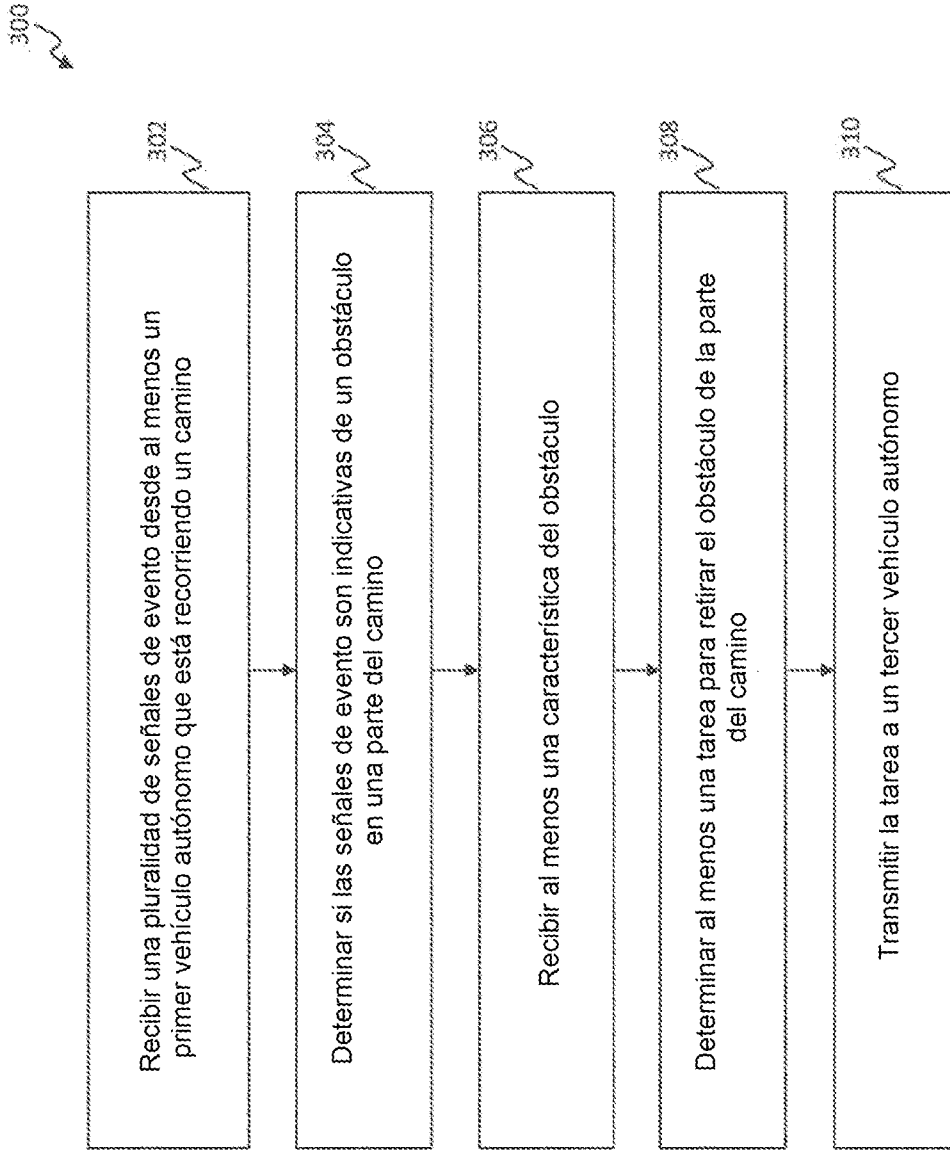 300
302
Recibir una pluralidad de señales de evento desde al menos un
primer vehículo autónomo que está recorriendo un camino
304
Determinar si las señales de evento son indicativas de un obstáculo
en una parte del camino
306
Recibir al menos una característica del obstáculo
308
Determinar al menos una tarea para retirar el obstáculo de la parte
del camino
310
Transmitir la tarea a un tercer vehículo autónomo